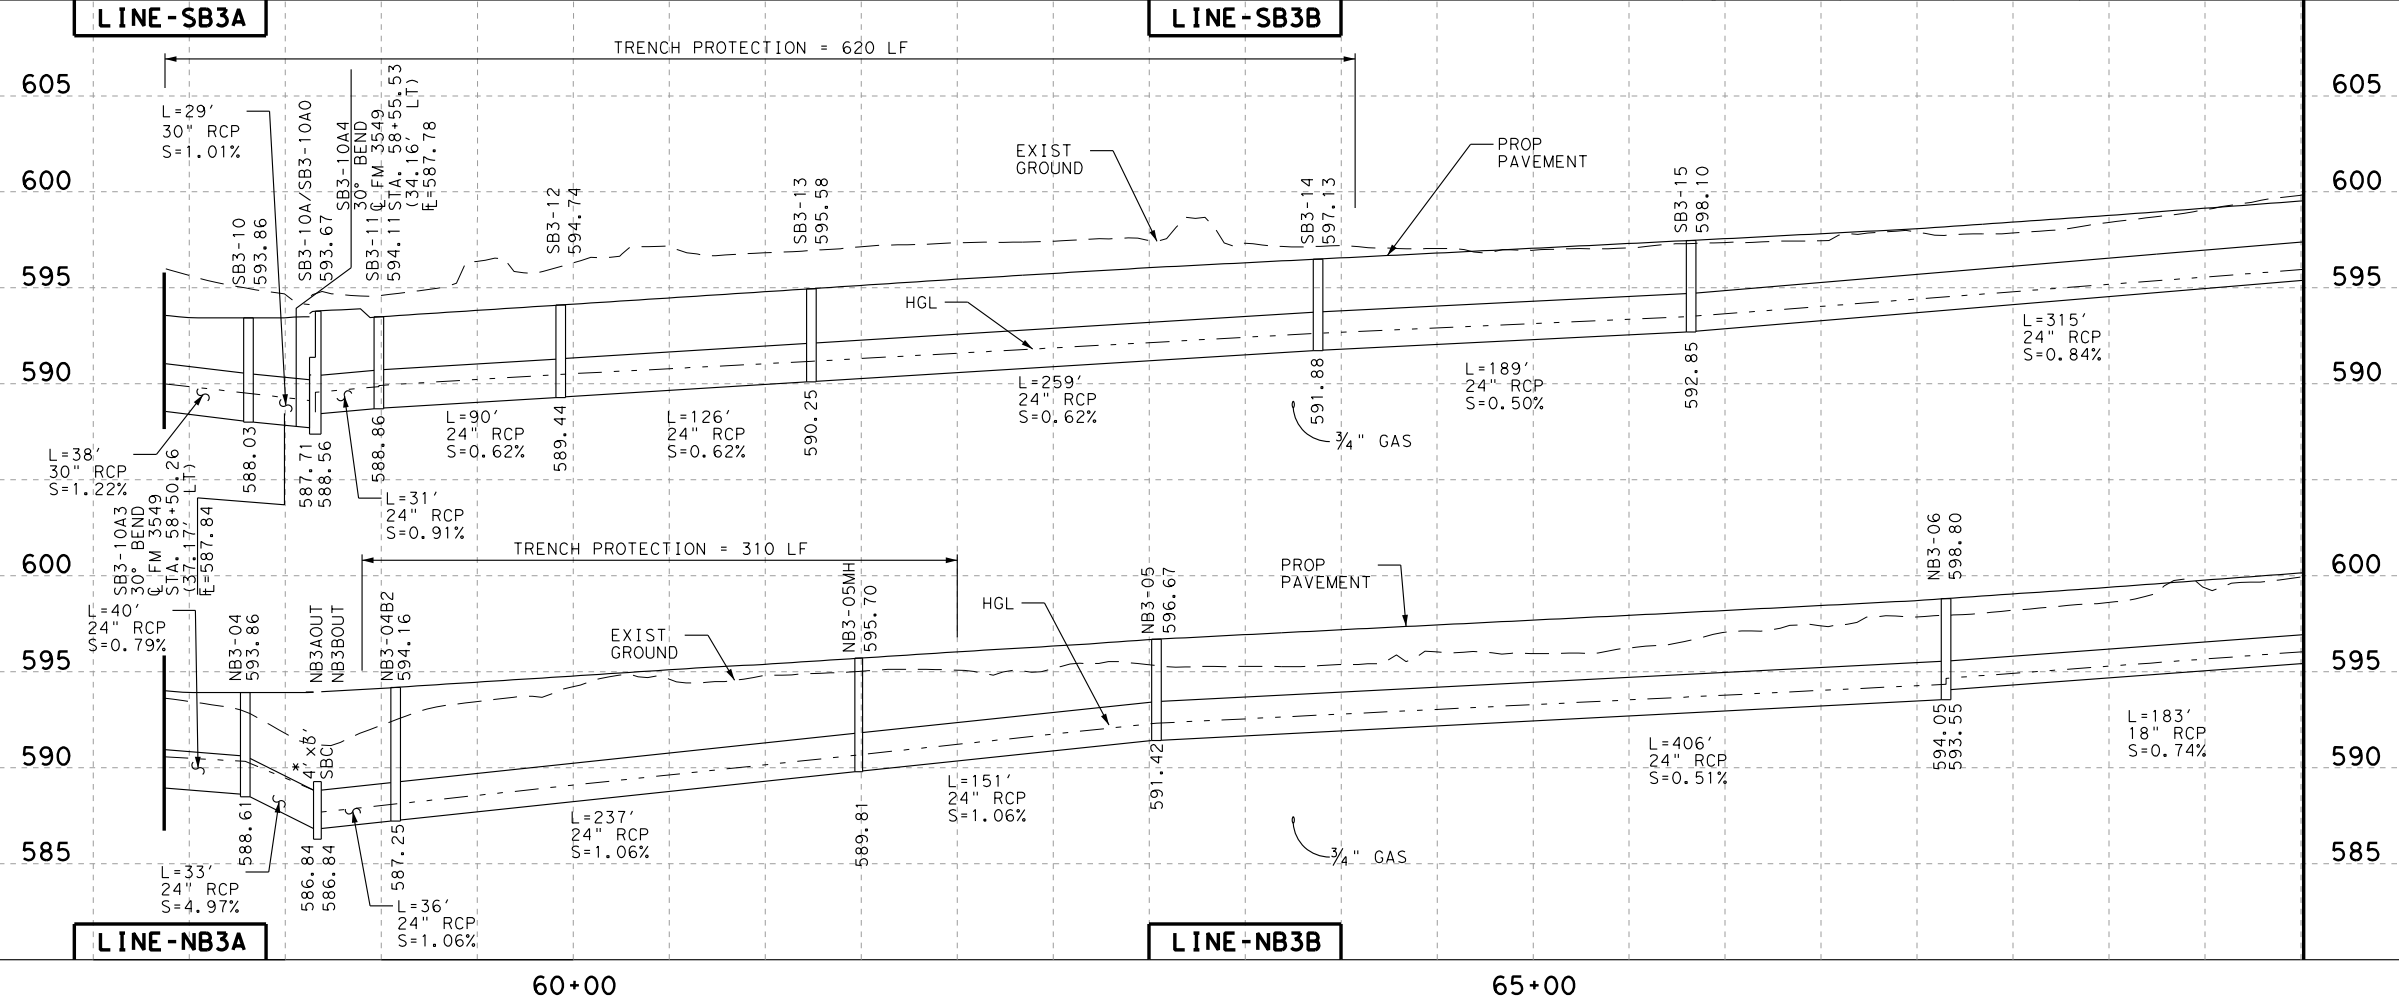 LINE-SB3A
LINE-SB3B
TRENCH PROTECTION = 620 LF
605
605
L=29'
30" RCP
S=1.01%
SB3-10
593.86
SB3-10A/SB3-10AO
593.67
SB3-10A4
30° BEND
℄ FM 3549
STA. 58+55.53
(34.16' LT)
FL=587.78
SB3-11
594.11
SB3-12
594.74
SB3-13
595.58
EXIST
GROUND
SB3-14
597.13
PROP
PAVEMENT
SB3-15
598.10
600
600
595
595
HGL
590
590
L=38'
30" RCP
S=1.22%
588.03
587.71
588.56
588.86
L=31'
24" RCP
S=0.91%
L=90'
24" RCP
S=0.62%
589.44
L=126'
24" RCP
S=0.62%
590.25
L=259'
24" RCP
S=0.62%
591.88
3/4" GAS
L=189'
24" RCP
S=0.50%
592.85
L=315'
24" RCP
S=0.84%
SB3-10A3
30° BEND
℄ FM 3549
STA. 58+50.26
(37.17' LT)
FL=587.84
TRENCH PROTECTION = 310 LF
600
600
L=40'
24" RCP
S=0.79%
NB3-04
593.86
NB3AOUT
NB3BOUT
NB3-04B2
594.16
EXIST
GROUND
NB3-05MH
595.70
HGL
NB3-05
596.67
PROP
PAVEMENT
NB3-06
598.80
595
595
* 4'x3'
SBC
590
590
588.61
586.84
586.84
587.25
L=237'
24" RCP
S=1.06%
589.81
L=151'
24" RCP
S=1.06%
591.42
3/4" GAS
L=406'
24" RCP
S=0.51%
594.05
593.55
L=183'
18" RCP
S=0.74%
585
585
L=33'
24" RCP
S=4.97%
L=36'
24" RCP
S=1.06%
LINE-NB3A
LINE-NB3B
60+00
65+00